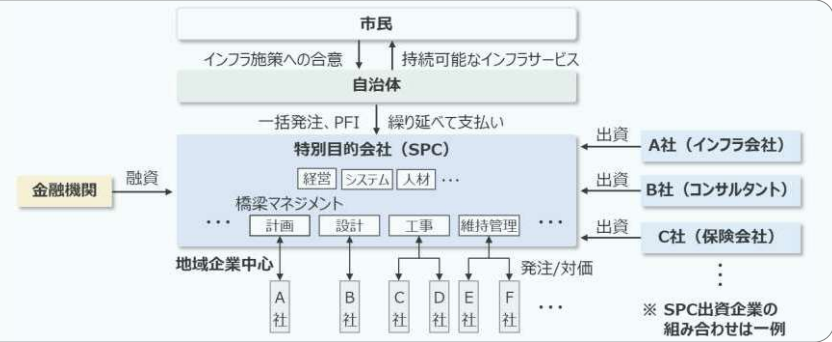 市民
インフラ施策への合意
持続可能なインフラサービス
自治体
一括発注、PFI
繰り延べて支払い
特別目的会社（SPC）
経営
システム
人材
・・・
橋梁マネジメント
・・・
計画
設計
工事
維持管理
・・・
金融機関
融資
出資
A社（インフラ会社）
出資
B社（コンサルタント）
出資
C社（保険会社）
⋮
地域企業中心
発注/対価
A社
B社
C社
D社
E社
F社
・・・
※ SPC出資企業の
組み合わせは一例